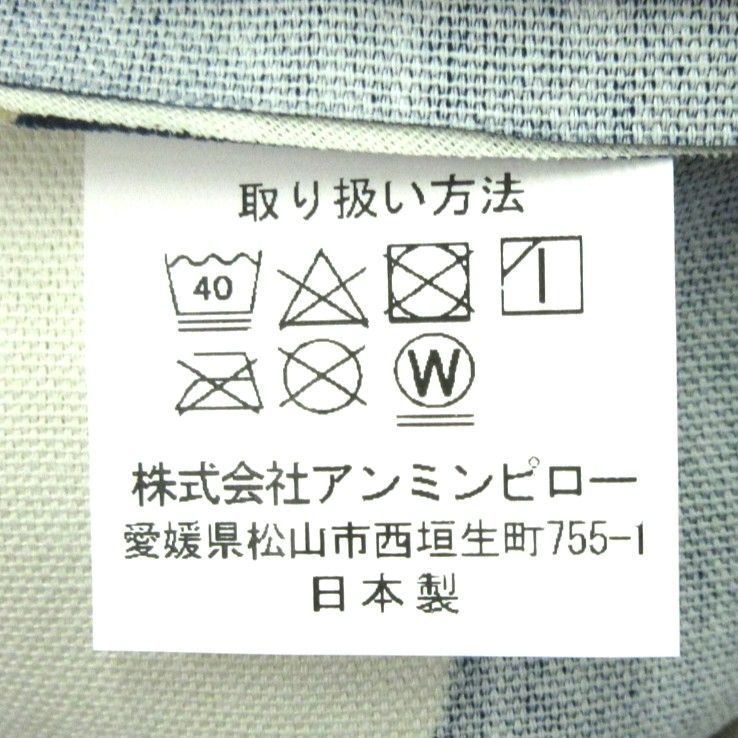 取り扱い方法
40
W
株式会社アンミンピロー
愛媛県松山市西垣生町755-1
日本製